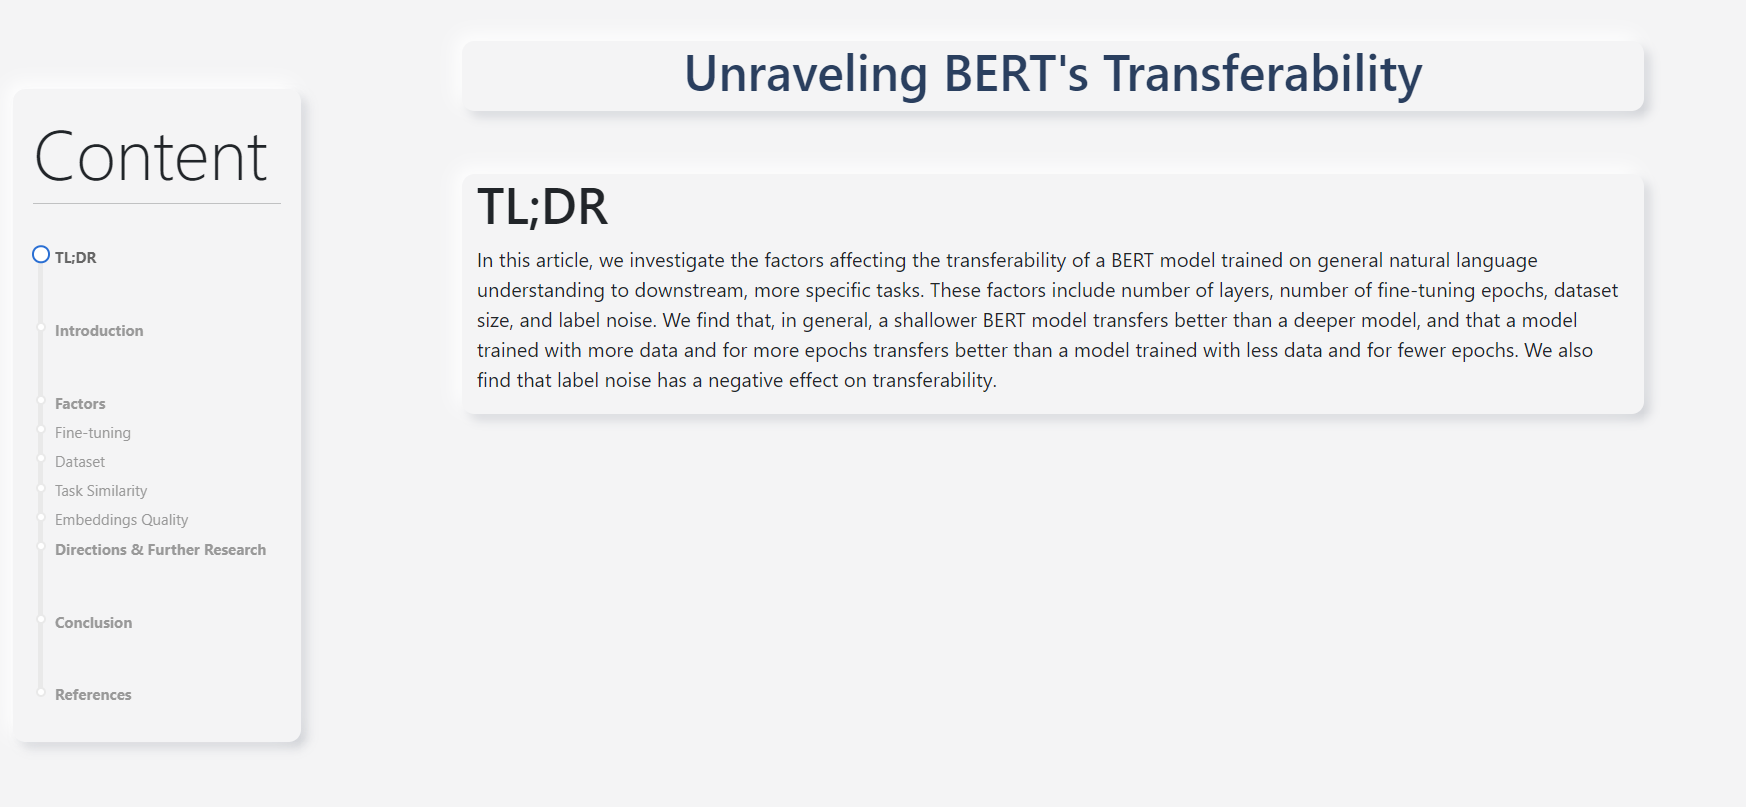 Unraveling BERT's Transferability
Content
TL;DR
Introduction
Factors
Fine-tuning
Dataset
Task Similarity
Embeddings Quality
Directions & Further Research
Conclusion
References
TL;DR
In this article, we investigate the factors affecting the transferability of a BERT model trained on general natural language
understanding to downstream, more specific tasks. These factors include number of layers, number of fine-tuning epochs, dataset
size, and label noise. We find that, in general, a shallower BERT model transfers better than a deeper model, and that a model
trained with more data and for more epochs transfers better than a model trained with less data and for fewer epochs. We also
find that label noise has a negative effect on transferability.